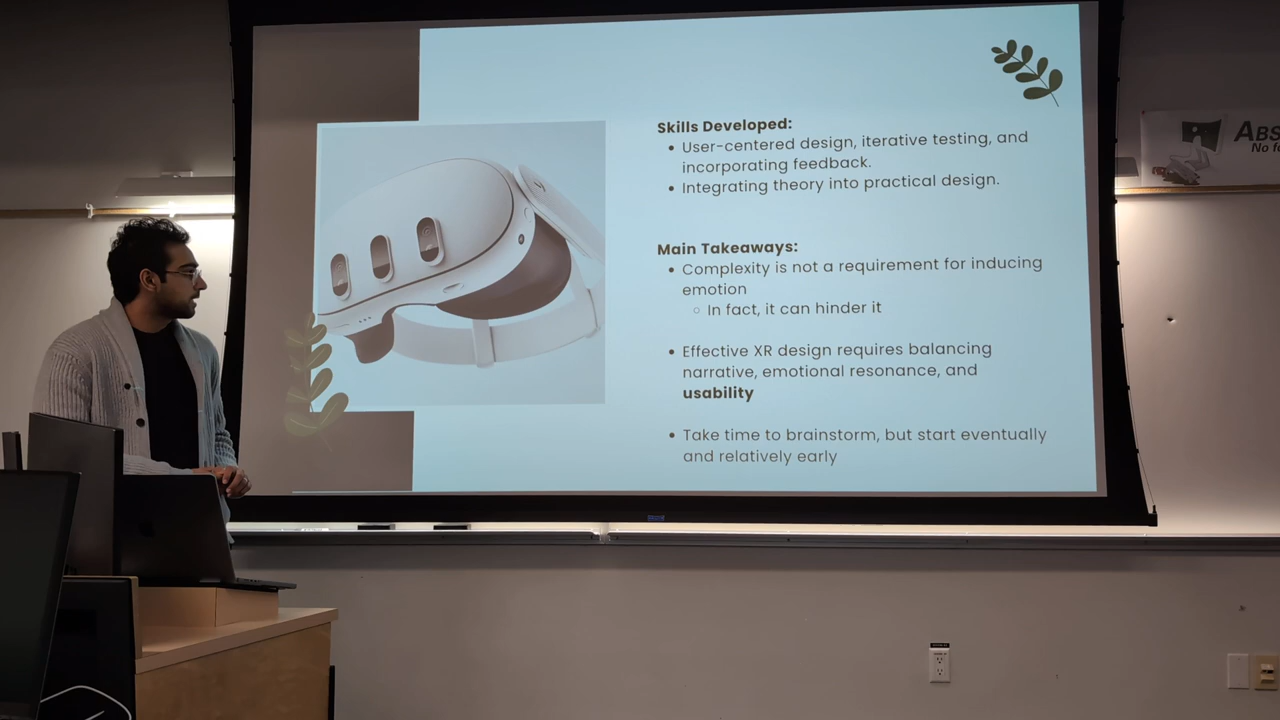 Skills Developed:
• User-centered design, iterative testing, and
incorporating feedback.
• Integrating theory into practical design.
Main Takeaways:
• Complexity is not a requirement for inducing
emotion
○ In fact, it can hinder it
• Effective XR design requires balancing
narrative, emotional resonance, and
usability
• Take time to brainstorm, but start eventually
and relatively early
No